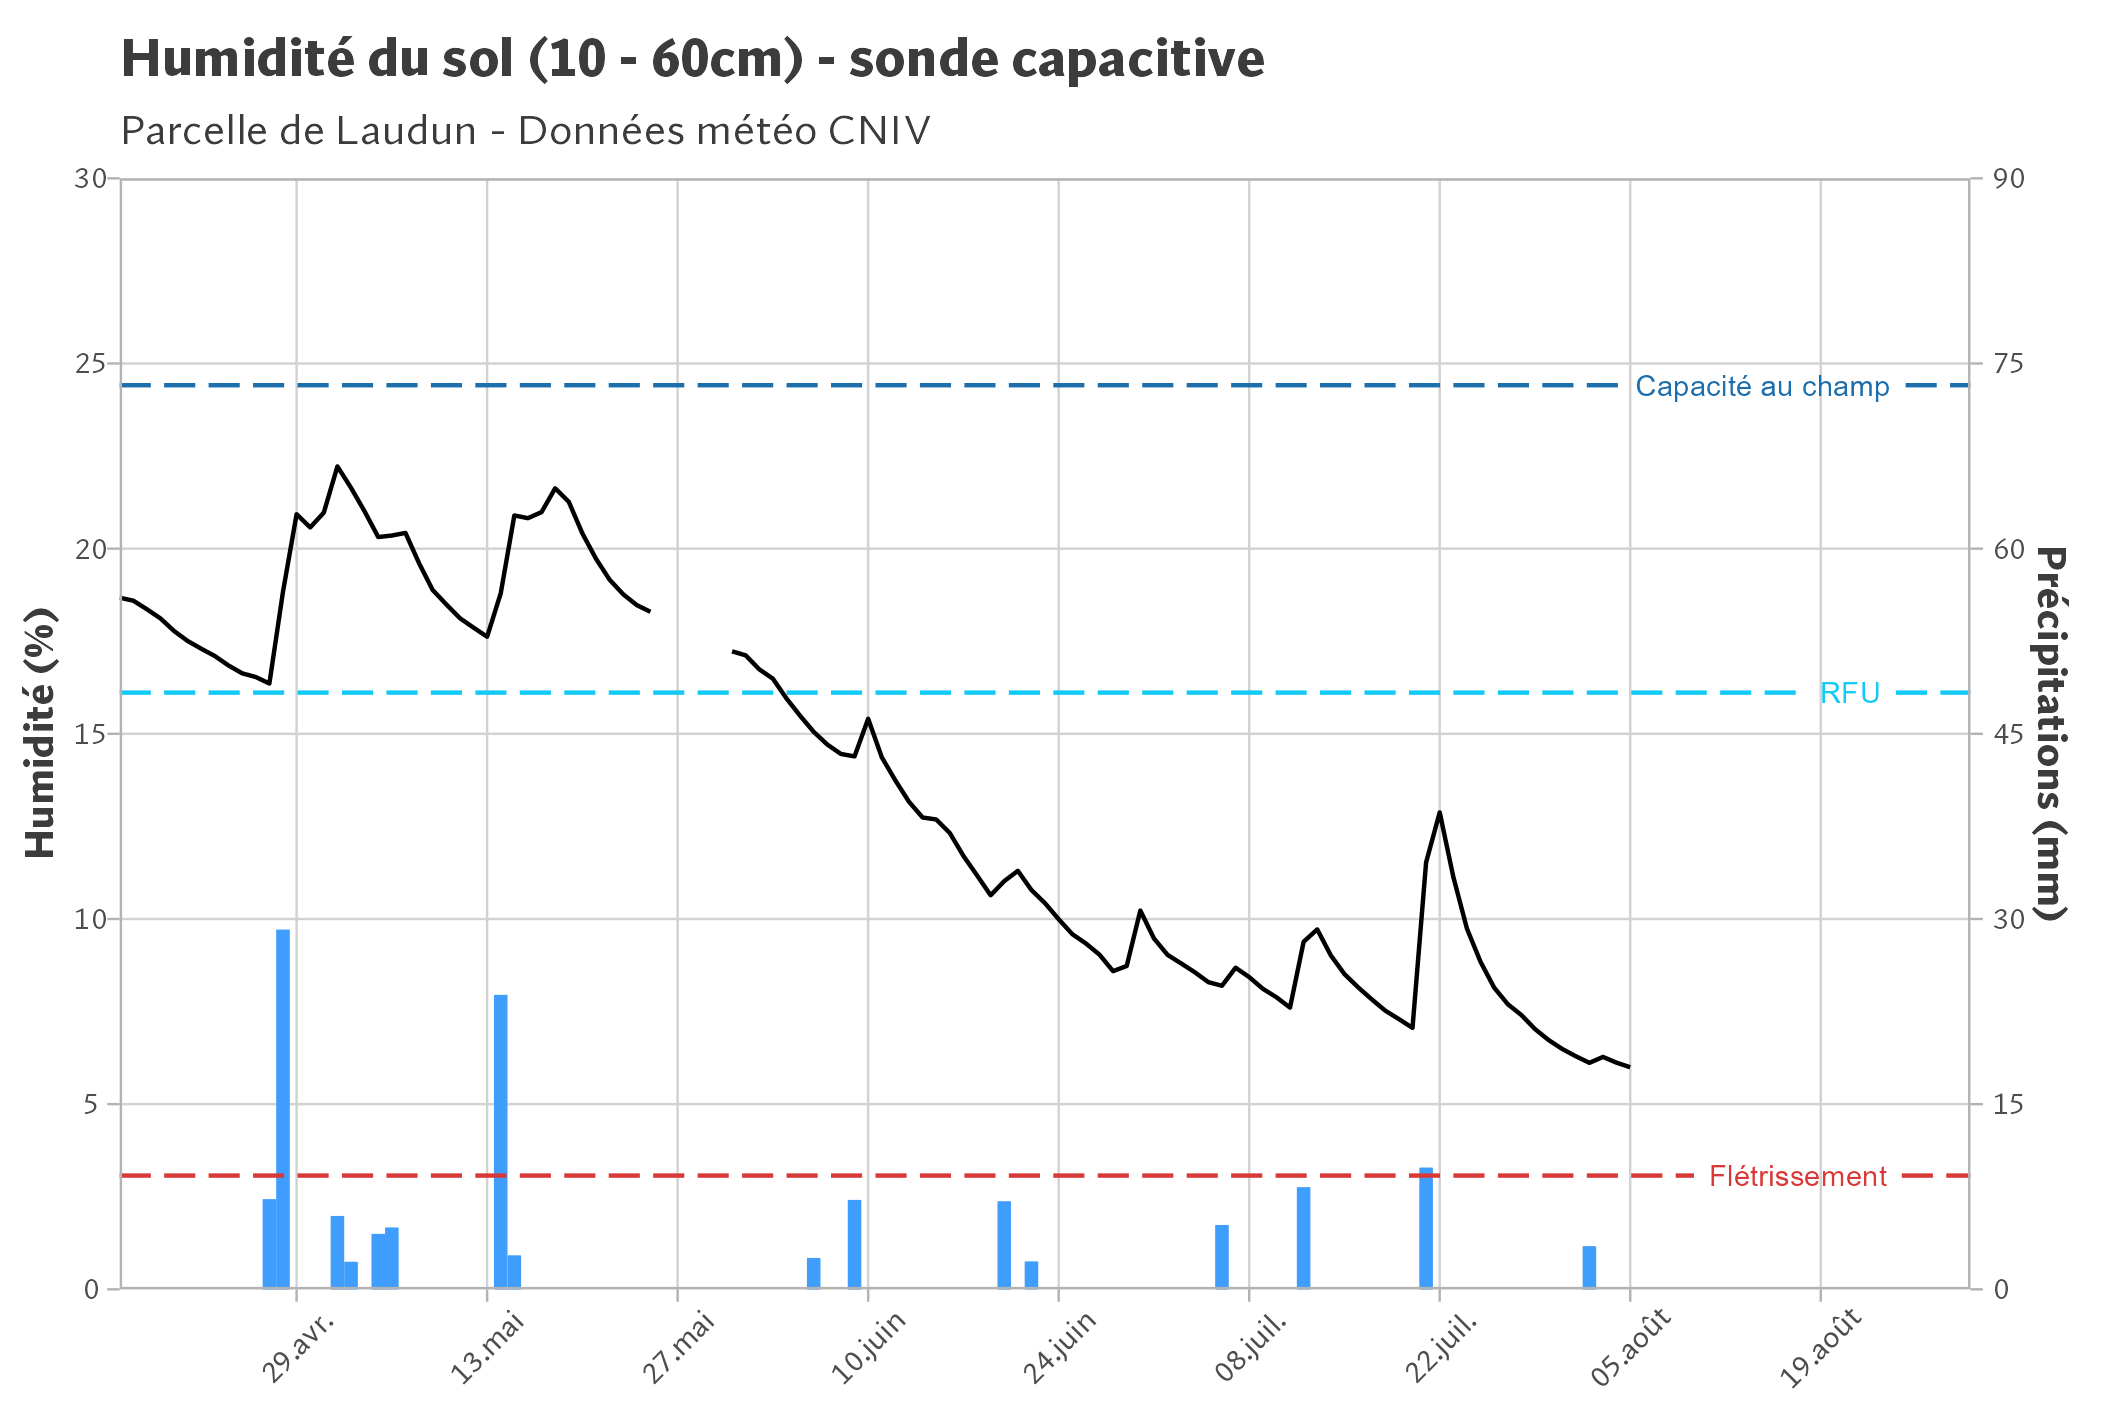 Humidité du sol (10 - 60cm) - sonde capacitive
Parcelle de Laudun - Données météo CNIV
30
25
20
15
10
5
0
Humidité (%)
90
75
60
45
30
15
0
Précipitations (mm)
Capacité au champ
RFU
Flétrissement
29.avr.
13.mai
27.mai
10.juin
24.juin
08.juil.
22.juil.
05.août
19.août